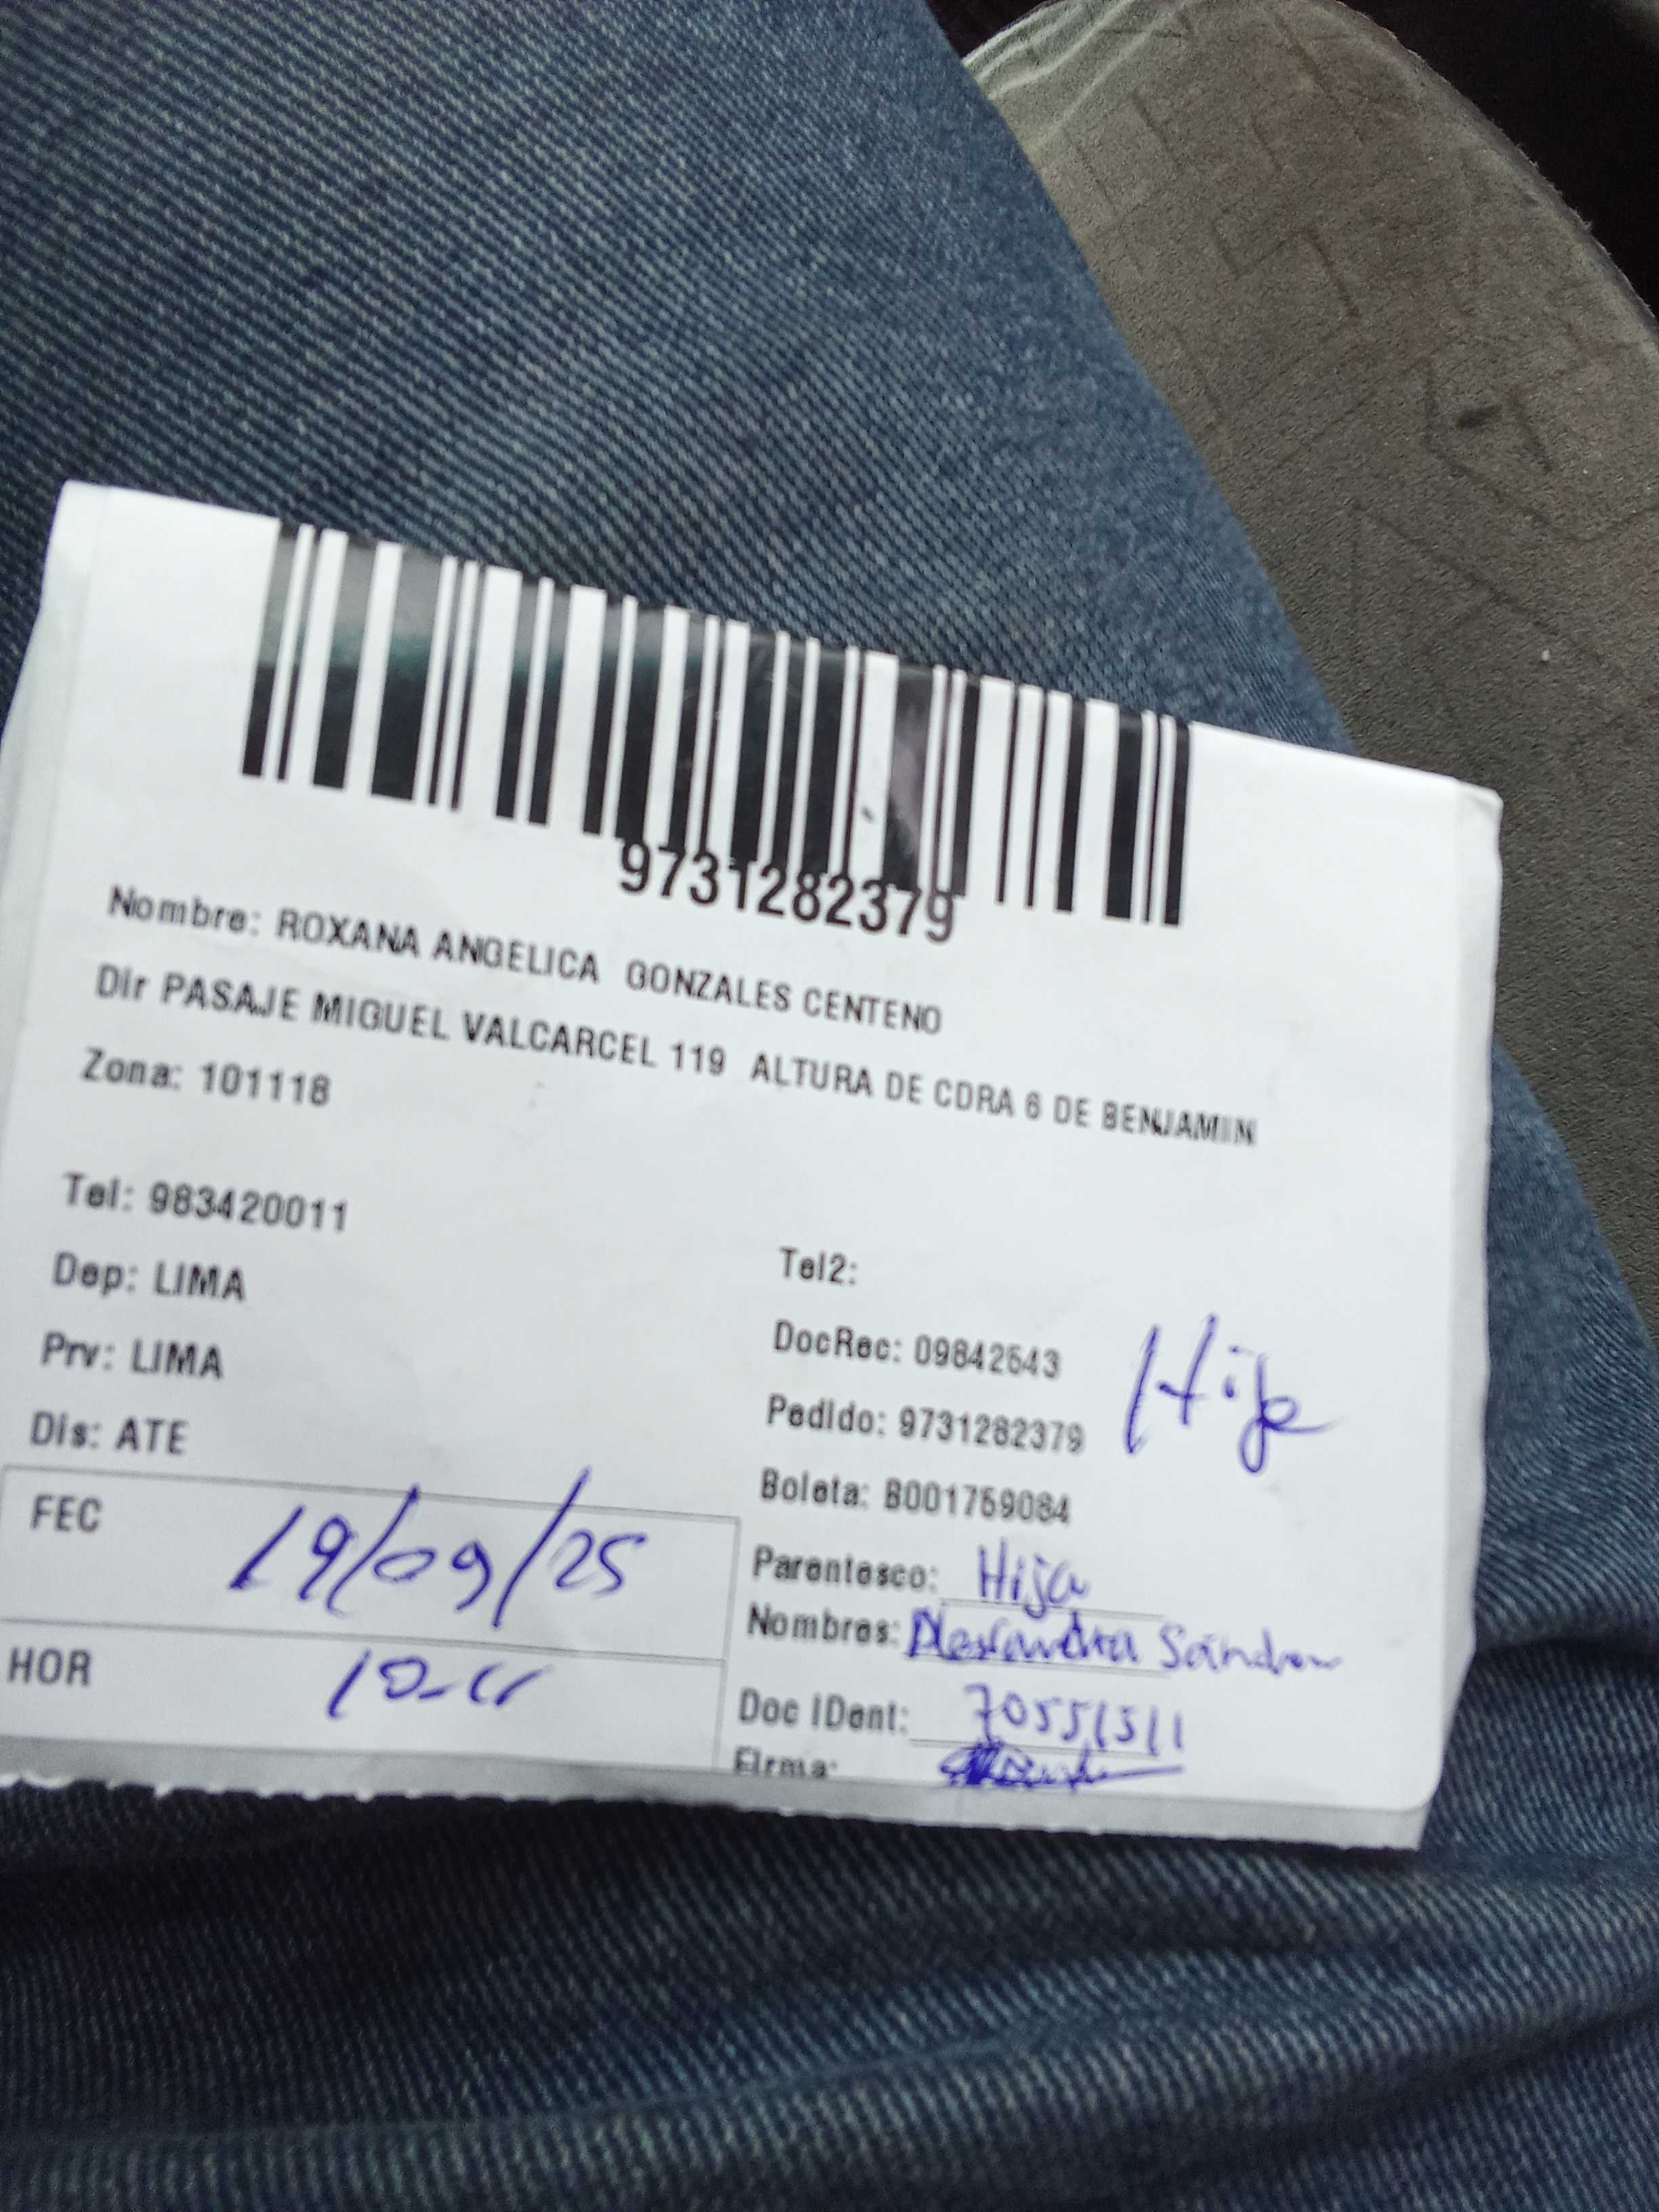 9731282379
Nombre: ROXANA ANGELICA GONZALES CENTENO
Dir PASAJE MIGUEL VALCARCEL 119 ALTURA DE CDRA 6 DE BENJAMIN
Zona: 101118
Tel: 983420011
Tel2:
Dep: LIMA
DocRec: 09842543
Hija
Prv: LIMA
Pedido: 9731282379
Dis: ATE
Boleta: B001759084
FEC 19/09/25
Parentesco: Hija
Nombres: Alexandra
HOR
Doc IDent: 70551511
Firma: